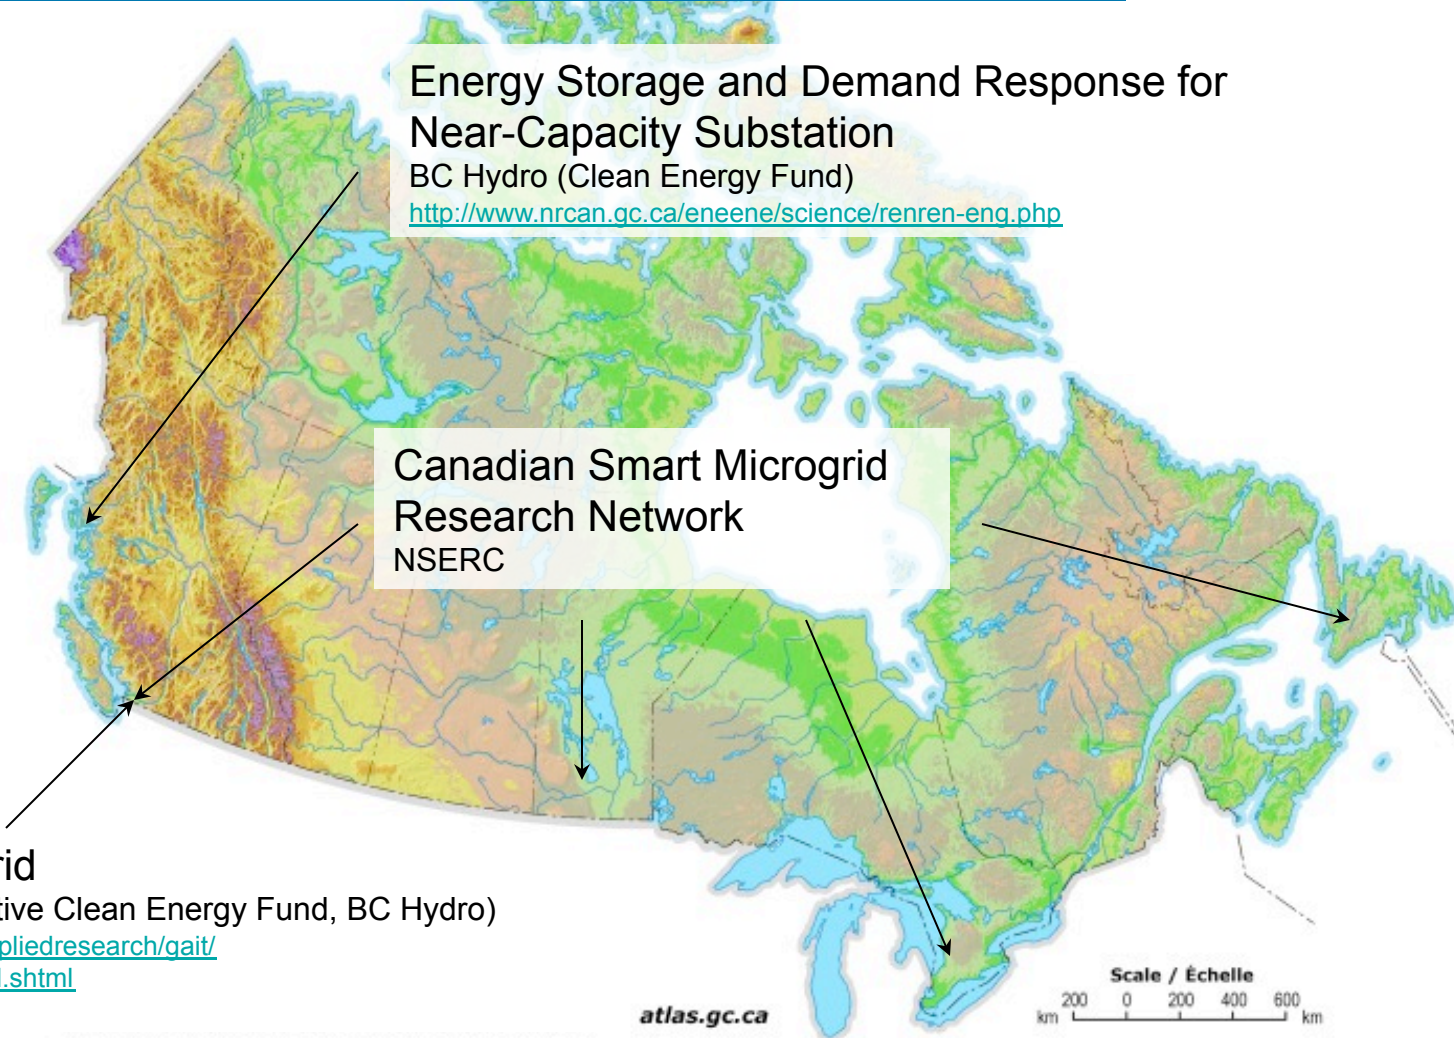 Energy Storage and Demand Response for
Near-Capacity Substation
BC Hydro (Clean Energy Fund)
http://www.nrcan.gc.ca/eneene/science/renren-eng.php
Canadian Smart Microgrid
Research Network
NSERC
rid
tive Clean Energy Fund, BC Hydro)
pliedresearch/gait/
l.shtml
atlas.gc.ca
Scale / Échelle
200 0 200 400 600
km km